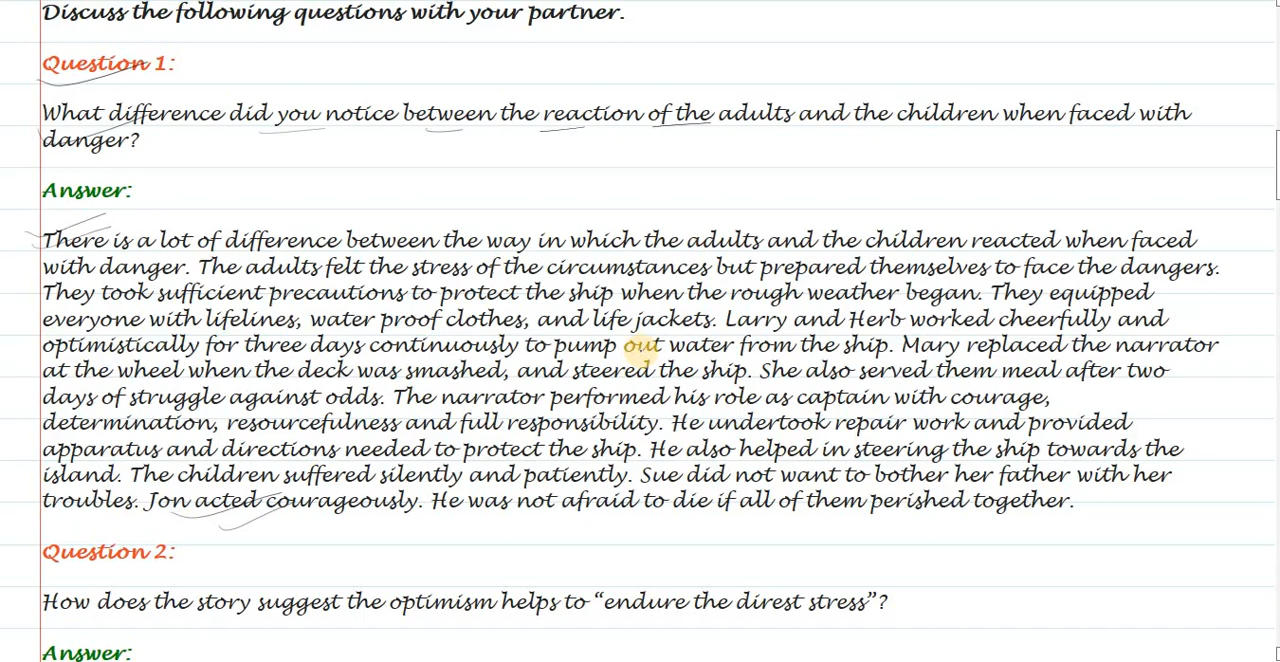 Discuss the following questions with your partner.
Question 1:
What difference did you notice between the reaction of the adults and the children when faced with
danger?
Answer:
There is a lot of difference between the way in which the adults and the children reacted when faced
with danger. The adults felt the stress of the circumstances but prepared themselves to face the dangers.
They took sufficient precautions to protect the ship when the rough weather began. They equipped
everyone with lifelines, water proof clothes, and life jackets. Larry and Herb worked cheerfully and
optimistically for three days continuously to pump out water from the ship. Mary replaced the narrator
at the wheel when the deck was smashed, and steered the ship. She also served them meal after two
days of struggle against odds. The narrator performed his role as captain with courage,
determination, resourcefulness and full responsibility. He undertook repair work and provided
apparatus and directions needed to protect the ship. He also helped in steering the ship towards the
island. The children suffered silently and patiently. Sue did not want to bother her father with her
troubles. Jon acted courageously. He was not afraid to die if all of them perished together.
Question 2:
How does the story suggest the optimism helps to “endure the direst stress”?
Answer: